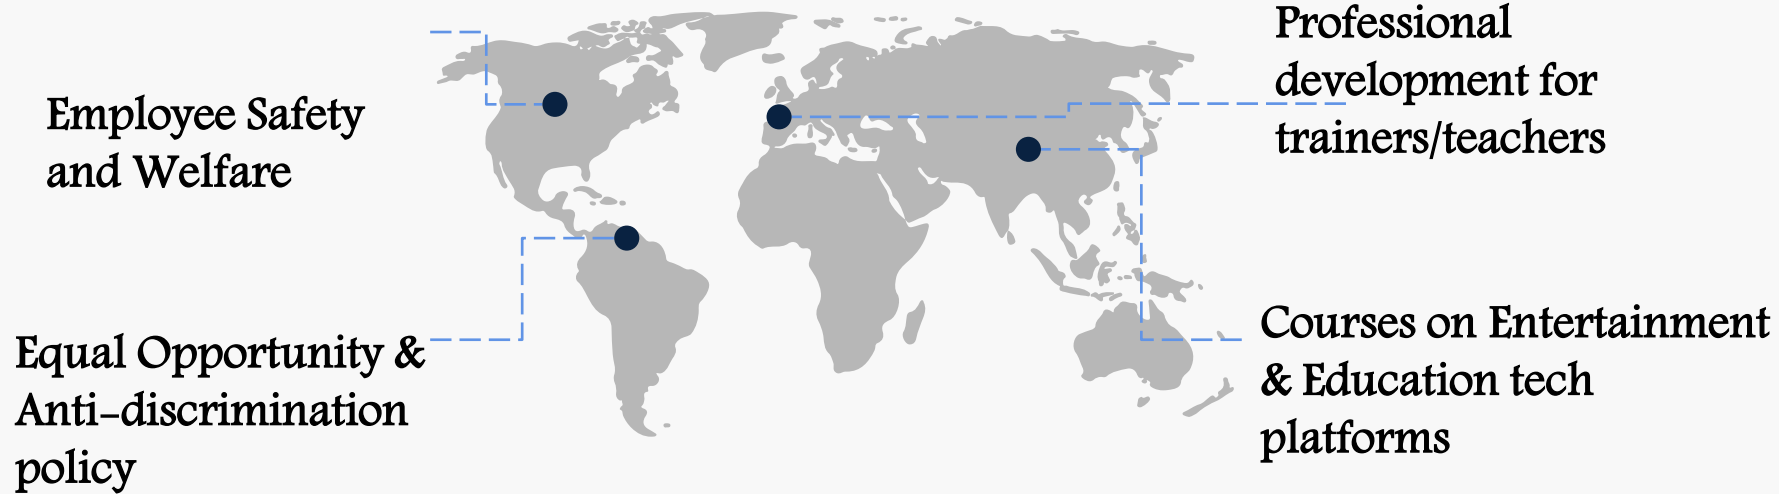 Employee Safety
and Welfare
Equal Opportunity &
Anti-discrimination
policy
Professional
development for
trainers/teachers
Courses on Entertainment
& Education tech
platforms